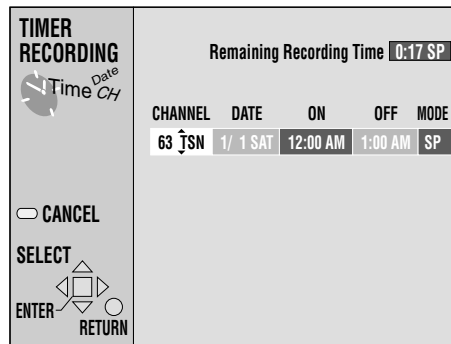 TIMER
RECORDING
Time Date
CH
Remaining Recording Time 0:17 SP
CHANNEL DATE ON OFF MODE
63 TSN 1/ 1 SAT 12:00 AM 1:00 AM SP
CANCEL
SELECT
ENTER
RETURN